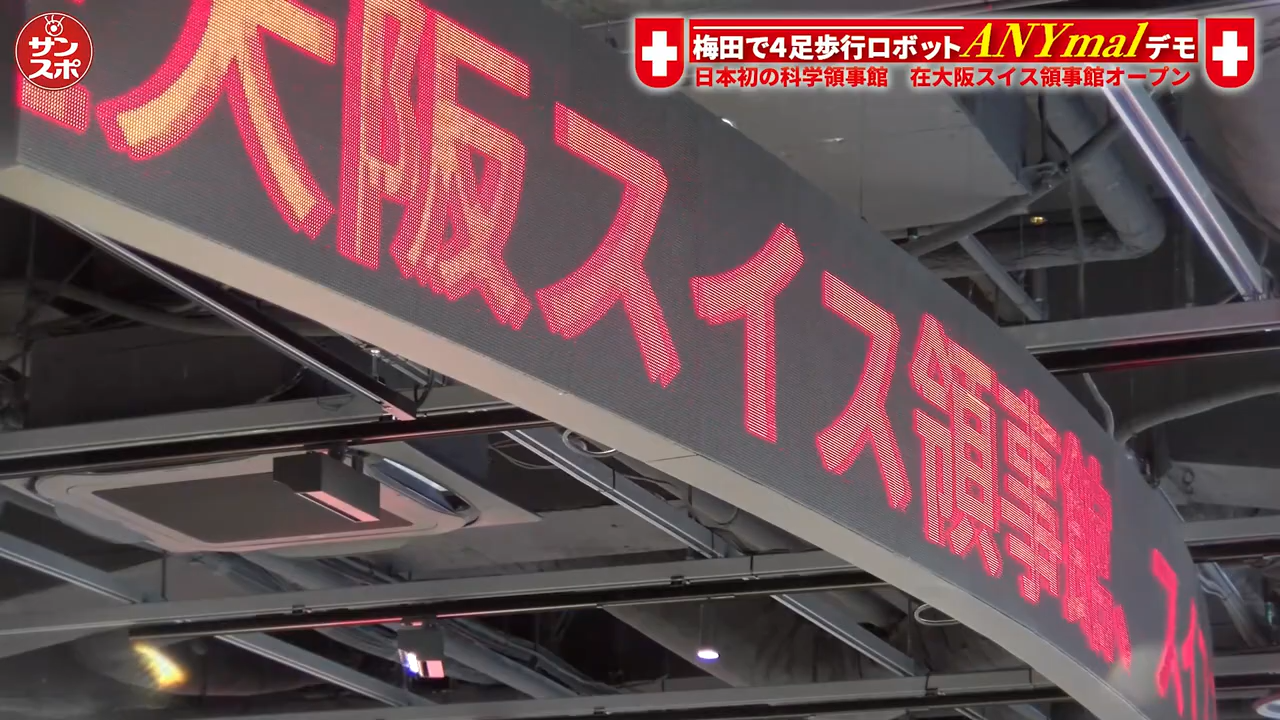 サンスポ
梅田で4足歩行ロボットANYmalデモ
日本初の科学領事館 在大阪スイス領事館オープン
大阪スイス領事館、スイ